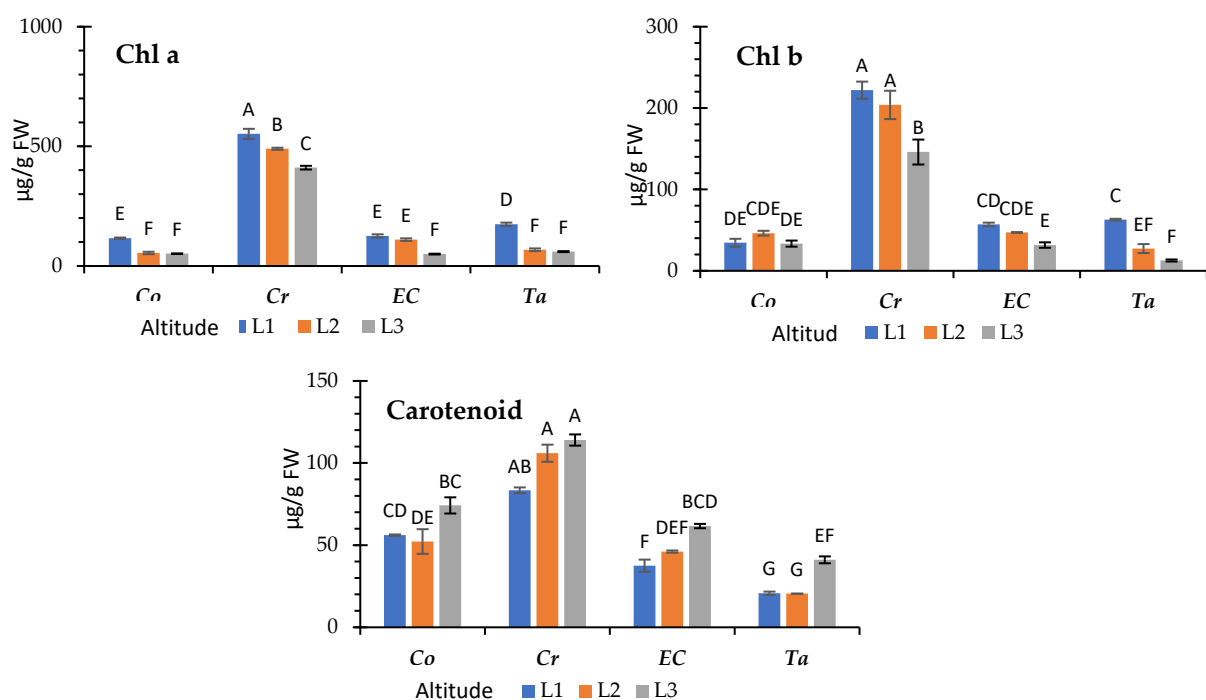 1000
Chl a
500
0
µg/g FW
A
B
C
D
E
F
F
E
E
F
F
F
Co Cr EC Ta
Altitude L1 L2 L3
300
Chl b
200
100
0
µg/g FW
A
A
B
DE
CDE
DE
CD
CDE
E
C
EF
F
Co Cr EC Ta
Altitud L1 L2 L3
150
Carotenoid
100
50
0
µg/g FW
CD
DE
BC
AB
A
A
F
DEF
BCD
G
G
EF
Co Cr EC Ta
Altitude L1 L2 L3